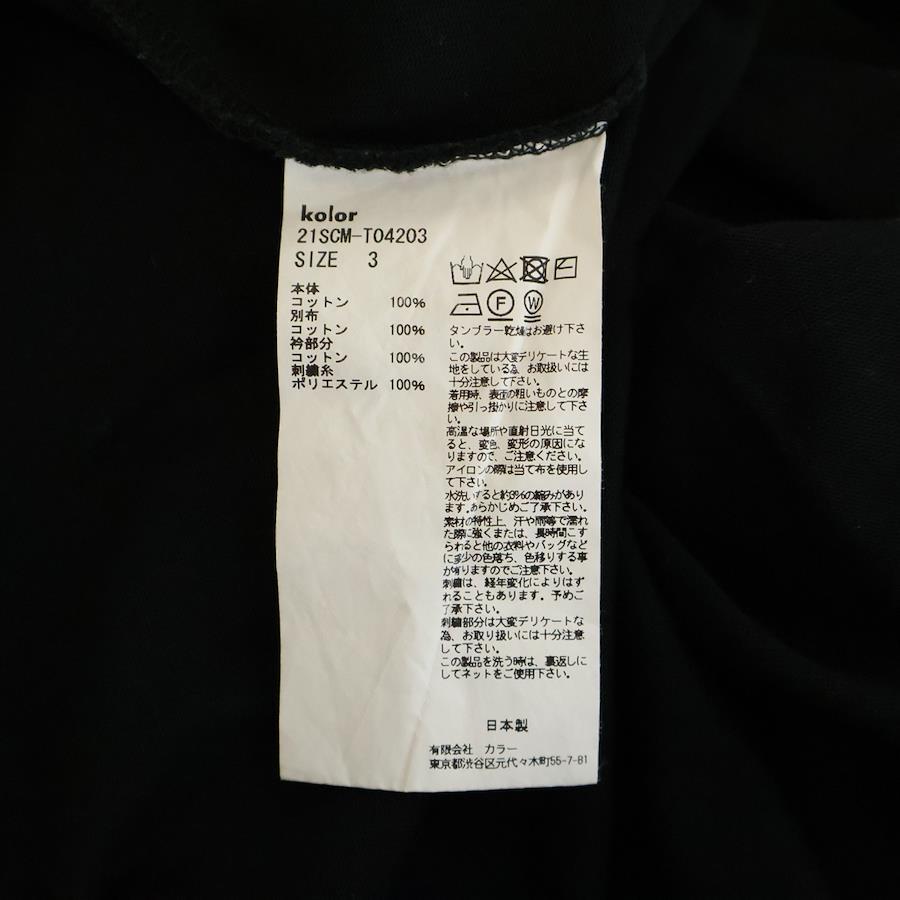 kolor
21SCM-T04203
SIZE 3
本体
コットン 100%
別布
コットン 100%
衿部分
コットン 100%
刺繍糸
ポリエステル 100%
F
W
タンブラー乾燥はお避け下さ
い。
この製品は大変デリケートな生
地をしている為、お取扱いには
十分注意して下さい。
着用時、表面の粗いものとの摩
擦や引っ掛かりに注意して下さ
い。
高温な場所や直射日光に当て
ると、変色、変形の原因にな
りますので、ご注意ください。
アイロンの際は当て布を使用し
て下さい。
水洗いすると約3%の縮みがあり
ます。あらかじめご了承下さい。
素材の特性上、汗や雨等で濡れ
た際に強くまたは、長時間こす
られると他の衣料やバッグなど
に多少の色落ち、色移りする事
が有りますのでご注意下さい。
刺繍は、経年変化によりはず
れることもあります。予めご
了承下さい。
刺繍部分は大変デリケートな
為、お取り扱いには十分注意
して下さい。
この製品を洗う時は、裏返しに
してネットをご使用下さい。
日本製
有限会社 カラー
東京都渋谷区元代々木町55-7-B1